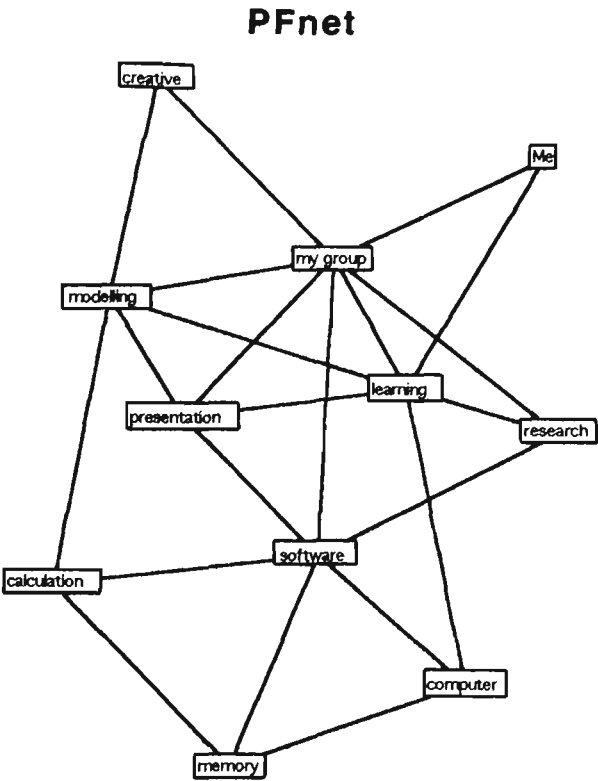 PFnet
creative
Me
my group
modelling
learning
presentation
research
software
calculation
computer
memory